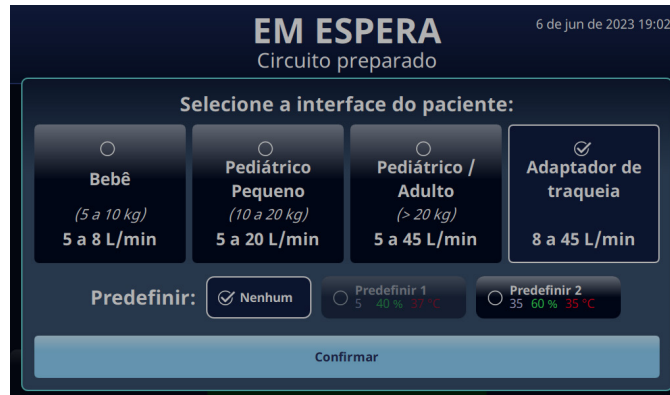 EM ESPERA
6 de jun de 2023 19:02
Circuito preparado
Selecione a interface do paciente:
Bebê
(5 a 10 kg)
5 a 8 L/min
Pediátrico
Pequeno
(10 a 20 kg)
5 a 20 L/min
Pediátrico /
Adulto
(> 20 kg)
5 a 45 L/min
Adaptador de
traqueia
8 a 45 L/min
Predefinir:
Nenhum
Predefinir 1
5 40 % 37 °C
Predefinir 2
35 60 % 35 °C
Confirmar